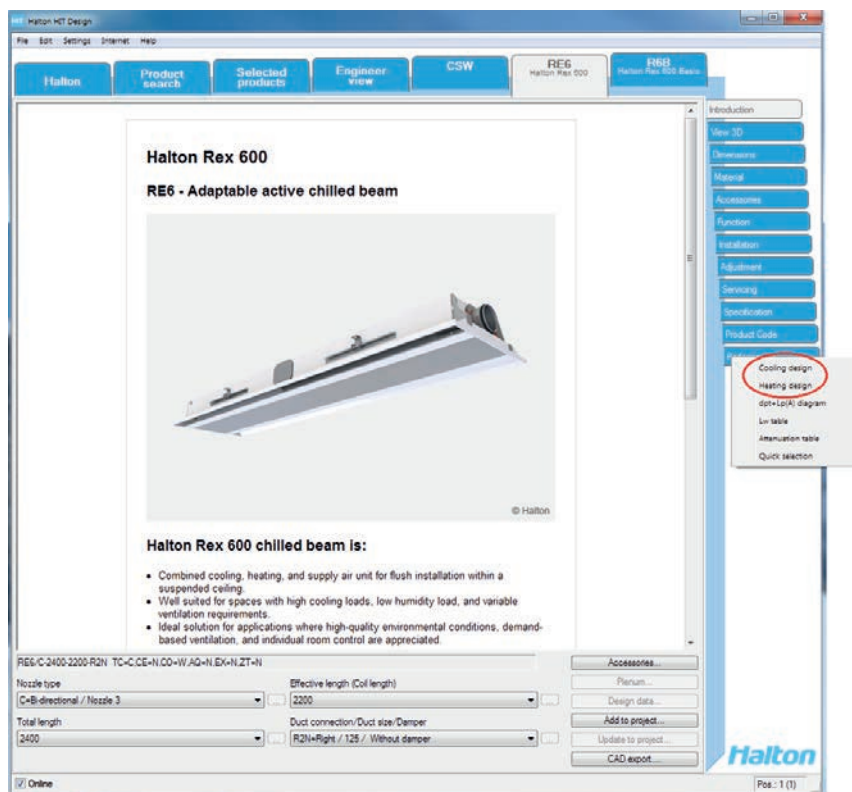 Halton HIT Design
File Edit Settings Internet Help
Halton
Product search
Selected products
Engineer view
CSW
RE6
Halton Rex 600
R6B
Halton Rex 600 Basic
Introduction
View 3D
Dimensions
Material
Accessories
Function
Installation
Adjustment
Servicing
Specification
Product Code
Cooling design
Heating design
dpt+Lp(A) diagram
Lw table
Attenuation table
Quick selection
Halton Rex 600
RE6 - Adaptable active chilled beam
© Halton
Halton Rex 600 chilled beam is:
• Combined cooling, heating, and supply air unit for flush installation within a
suspended ceiling.
• Well suited for spaces with high cooling loads, low humidity load, and variable
ventilation requirements.
• Ideal solution for applications where high-quality environmental conditions, demand-
based ventilation, and individual room control are appreciated.
RE6/C-2400-2200-R2N TC=C,CE=N,CO=W,AQ=N,EX=N,ZT=N
Nozzle type
C=Bi-directional / Nozzle 3
Effective length (Coil length)
2200
Total length
2400
Duct connection/Duct size/Damper
R2N=Right / 125 / Without damper
Accessories...
Plenum...
Design data...
Add to project...
Update to project...
CAD export...
Halton
Online
Pos.: 1 (1)